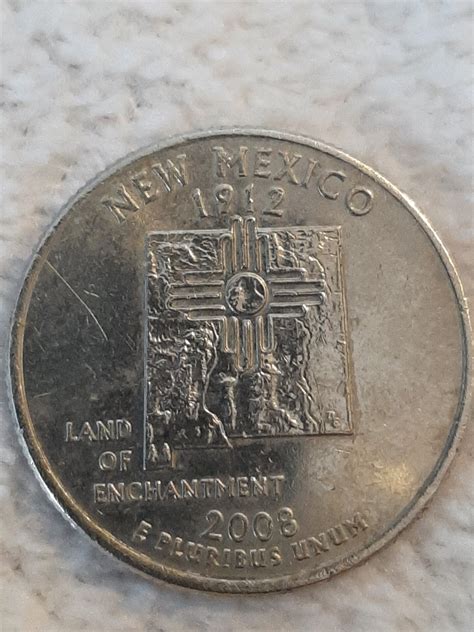 NEW MEXICO
1912
LAND
OF
ENCHANTMENT
2008
E PLURIBUS UNUM